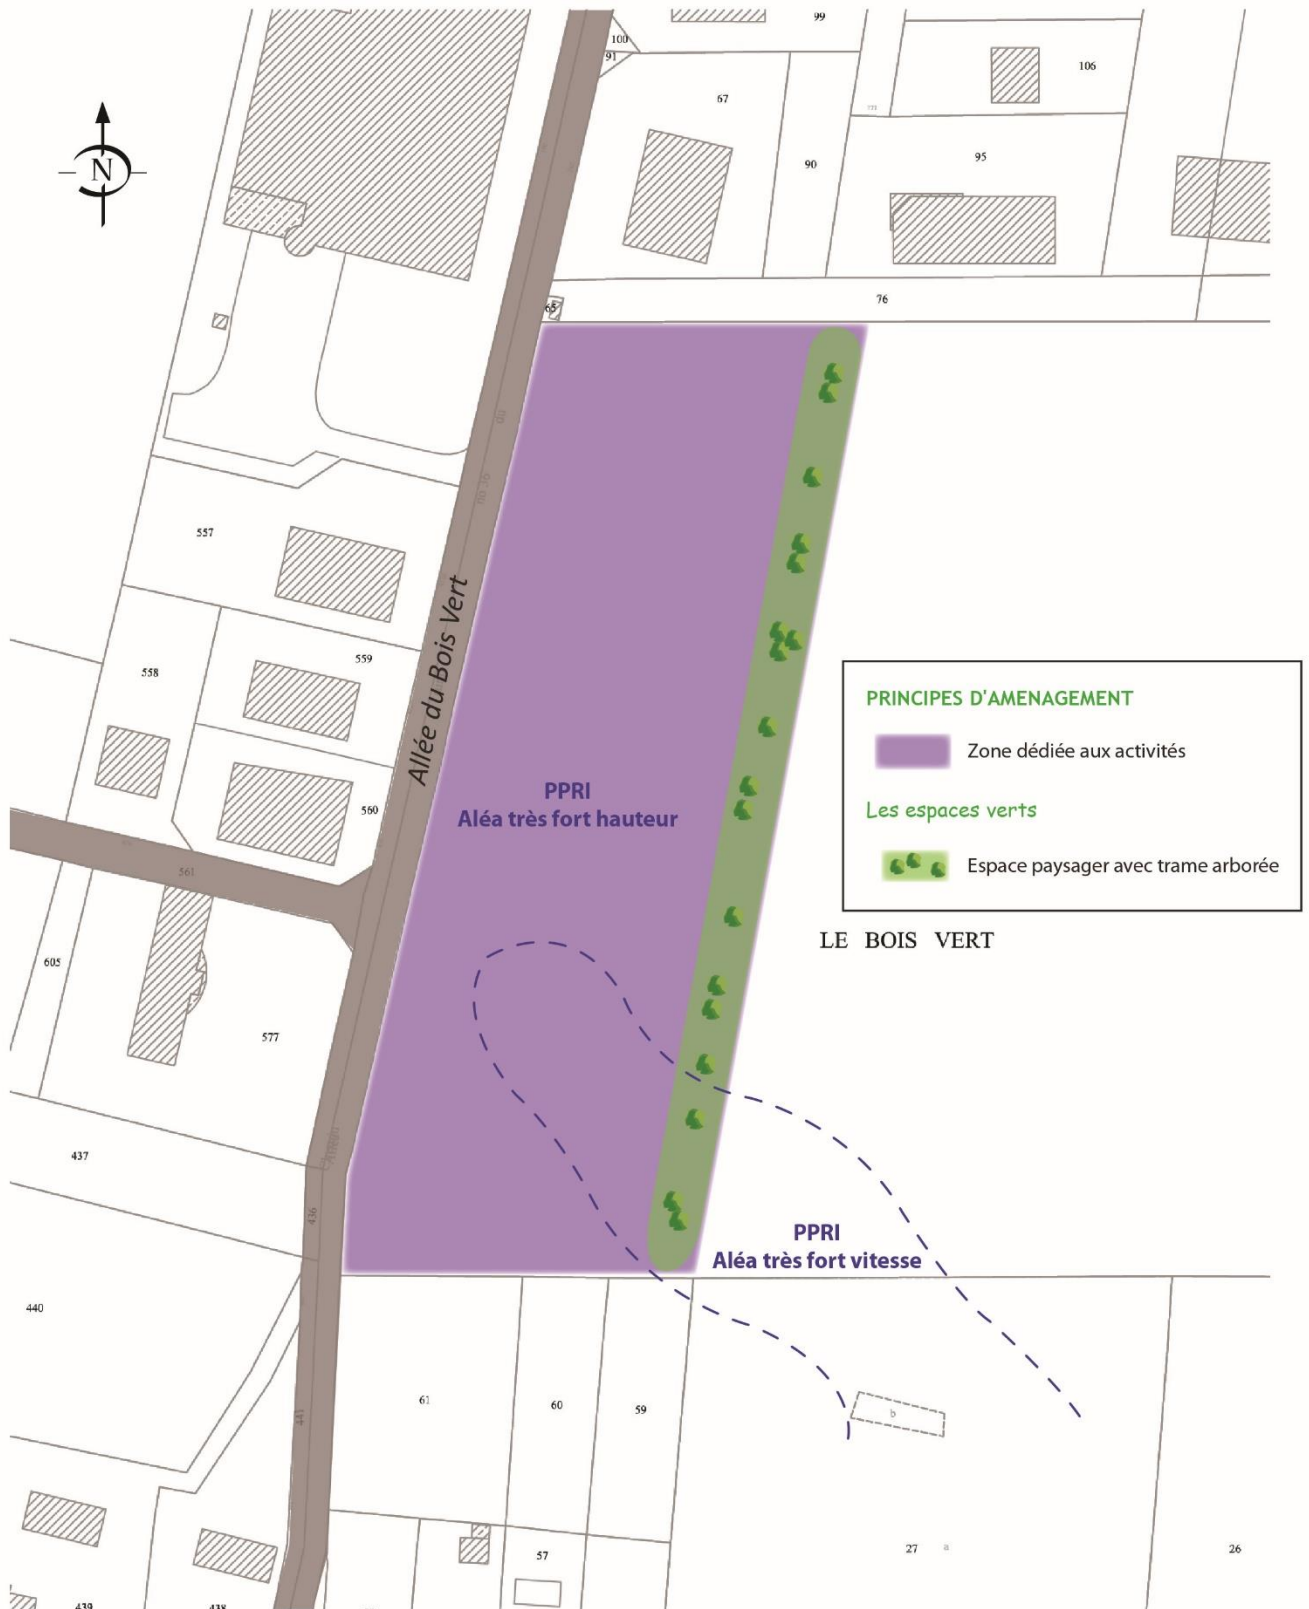 99
100
91
106
67
m
N
90
95
65
76
du
557
559
558
Allée du Bois Vert
PRINCIPES D'AMENAGEMENT
Zone dédiée aux activités
Les espaces verts
Espace paysager avec trame arborée
PPRI
Aléa très fort hauteur
560
561
LE BOIS VERT
605
577
437
436
PPRI
Aléa très fort vitesse
440
61
60
59
b
441
57
27
a
26
439
438